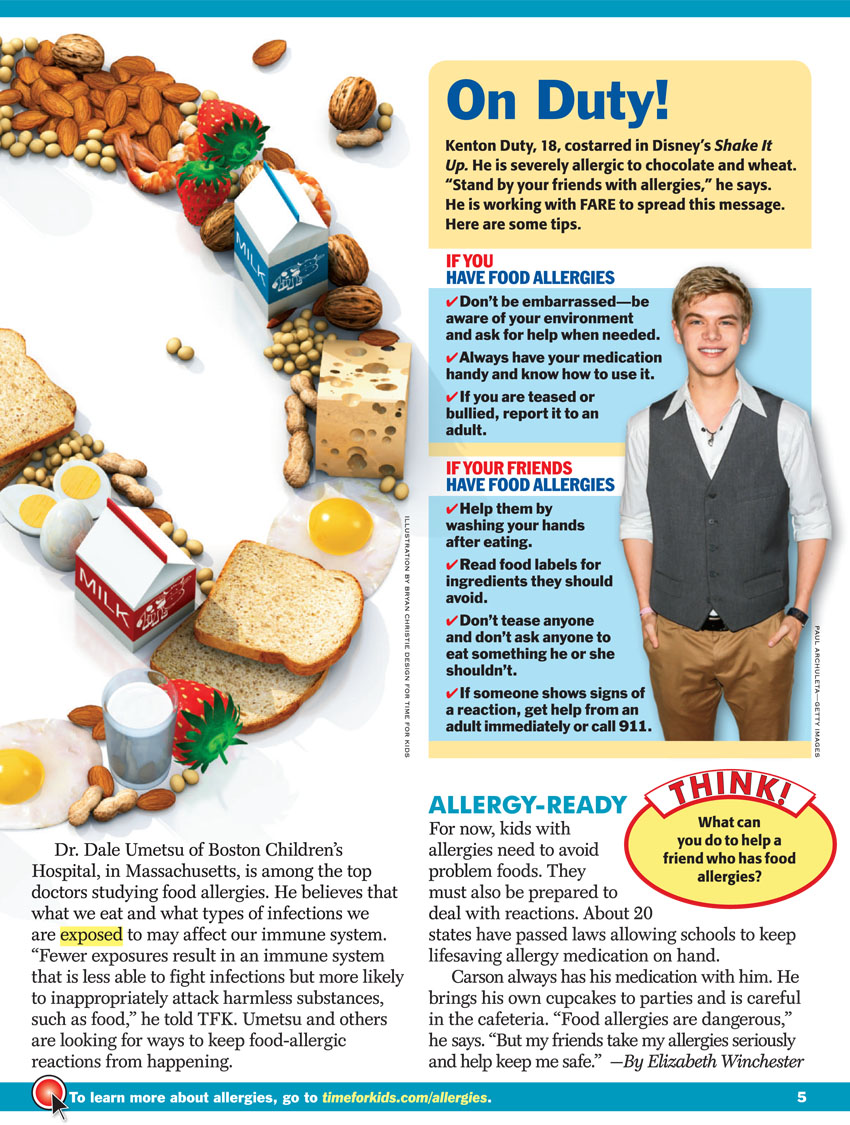 MILK
MILK
ILLUSTRATION BY BRYAN CHRISTIE DESIGN FOR TIME FOR KIDS
Dr. Dale Umetsu of Boston Children’s
Hospital, in Massachusetts, is among the top
doctors studying food allergies. He believes that
what we eat and what types of infections we
are exposed to may affect our immune system.
“Fewer exposures result in an immune system
that is less able to fight infections but more likely
to inappropriately attack harmless substances,
such as food,” he told TFK. Umetsu and others
are looking for ways to keep food-allergic
reactions from happening.
On Duty!
Kenton Duty, 18, costarred in Disney’s Shake It
Up. He is severely allergic to chocolate and wheat.
“Stand by your friends with allergies,” he says.
He is working with FARE to spread this message.
Here are some tips.
IF YOU
HAVE FOOD ALLERGIES
✔Don’t be embarrassed—be
aware of your environment
and ask for help when needed.
✔Always have your medication
handy and know how to use it.
✔If you are teased or
bullied, report it to an
adult.
IF YOUR FRIENDS
HAVE FOOD ALLERGIES
✔Help them by
washing your hands
after eating.
✔Read food labels for
ingredients they should
avoid.
✔Don’t tease anyone
and don’t ask anyone to
eat something he or she
shouldn’t.
✔If someone shows signs of
a reaction, get help from an
adult immediately or call 911.
PAUL ARCHULETA—GETTY IMAGES
ALLERGY-READY
For now, kids with
allergies need to avoid
problem foods. They
must also be prepared to
deal with reactions. About 20
states have passed laws allowing schools to keep
lifesaving allergy medication on hand.
Carson always has his medication with him. He
brings his own cupcakes to parties and is careful
in the cafeteria. “Food allergies are dangerous,”
he says. “But my friends take my allergies seriously
and help keep me safe.” —By Elizabeth Winchester
THINK!
What can
you do to help a
friend who has food
allergies?
To learn more about allergies, go to timeforkids.com/allergies.
5